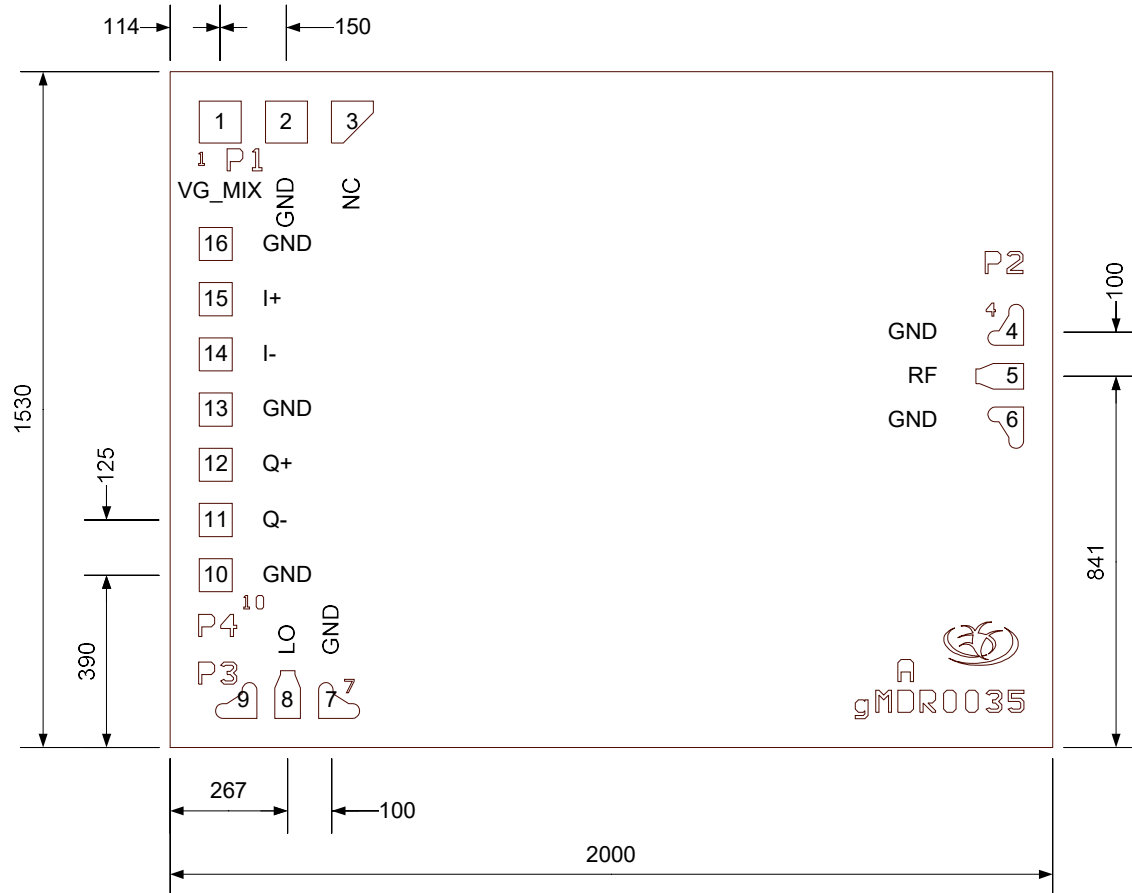 114
150
1 2 3
1 P1
VG_MIX
GND
NC
16 GND
15 I+
14 I-
13 GND
12 Q+
11 Q-
10 GND
10
P4
LO
GND
P3
9 8 7
7
P2
4
GND 4
RF 5
GND 6
A
gMDR0035
1530
125
390
100
841
267
100
2000